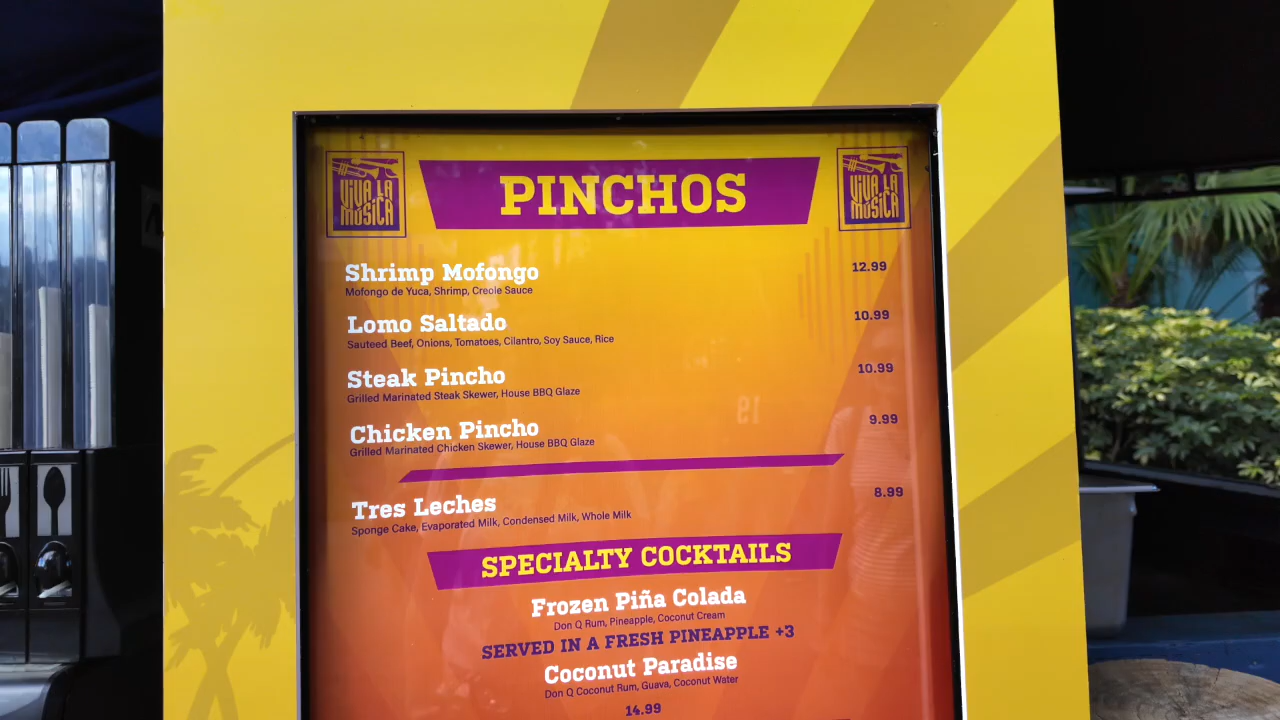 VIVA LA MUSICA
PINCHOS
VIVA LA MUSICA
Shrimp Mofongo 12.99
Mofongo de Yuca, Shrimp, Creole Sauce
Lomo Saltado 10.99
Sauteed Beef, Onions, Tomatoes, Cilantro, Soy Sauce, Rice
Steak Pincho 10.99
Grilled Marinated Steak Skewer, House BBQ Glaze
Chicken Pincho 9.99
Grilled Marinated Chicken Skewer, House BBQ Glaze
Tres Leches 8.99
Sponge Cake, Evaporated Milk, Condensed Milk, Whole Milk
SPECIALTY COCKTAILS
Frozen Piña Colada
Don Q Rum, Pineapple, Coconut Cream
SERVED IN A FRESH PINEAPPLE +3
Coconut Paradise
Don Q Coconut Rum, Guava, Coconut Water
14.99